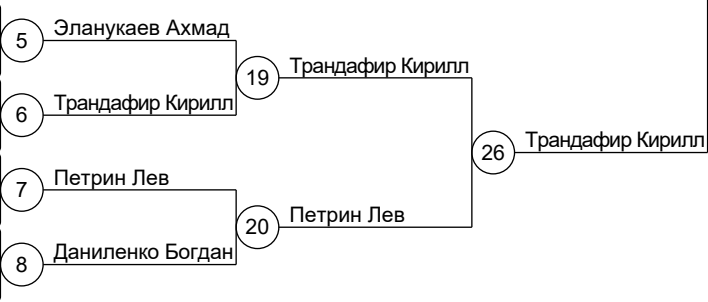 5 Эланукаев Ахмад
19 Трандафир Кирилл
6 Трандафир Кирилл
26 Трандафир Кирилл
7 Петрин Лев
20 Петрин Лев
8 Даниленко Богдан